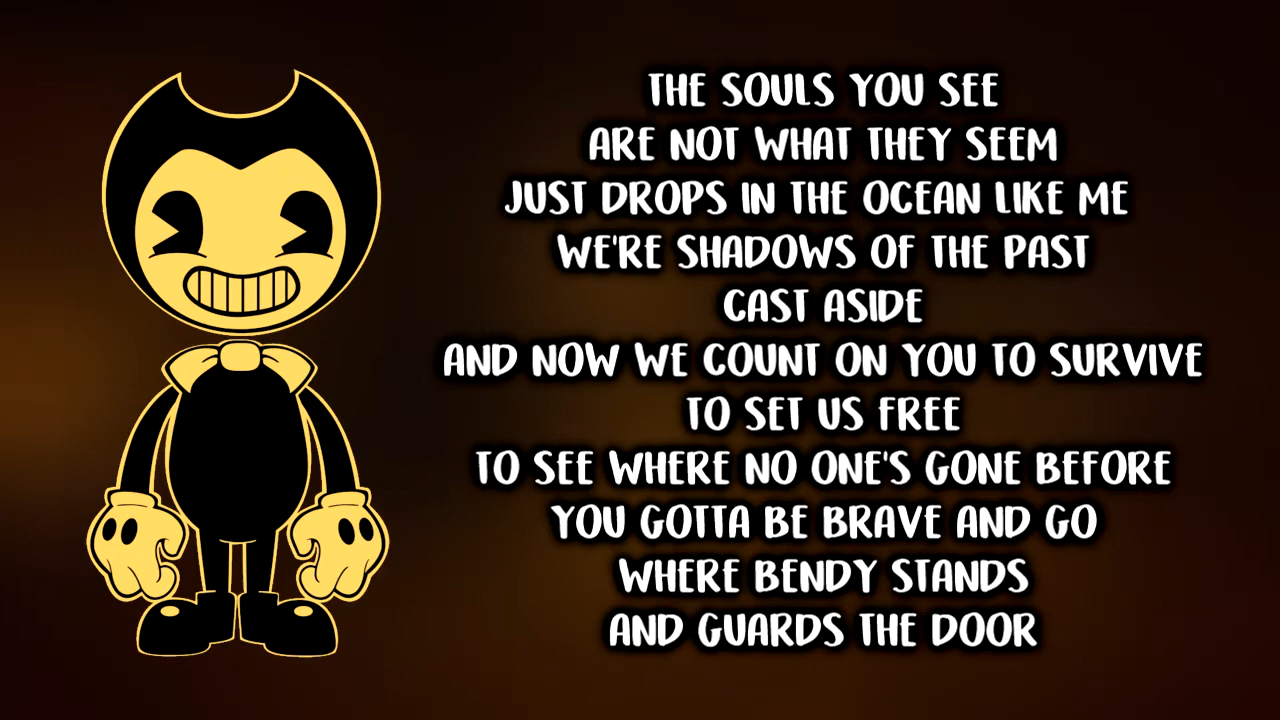 THE SOULS YOU SEE
ARE NOT WHAT THEY SEEM
JUST DROPS IN THE OCEAN LIKE ME
WE'RE SHADOWS OF THE PAST
CAST ASIDE
AND NOW WE COUNT ON YOU TO SURVIVE
TO SET US FREE
TO SEE WHERE NO ONE'S GONE BEFORE
YOU GOTTA BE BRAVE AND GO
WHERE BENDY STANDS
AND GUARDS THE DOOR